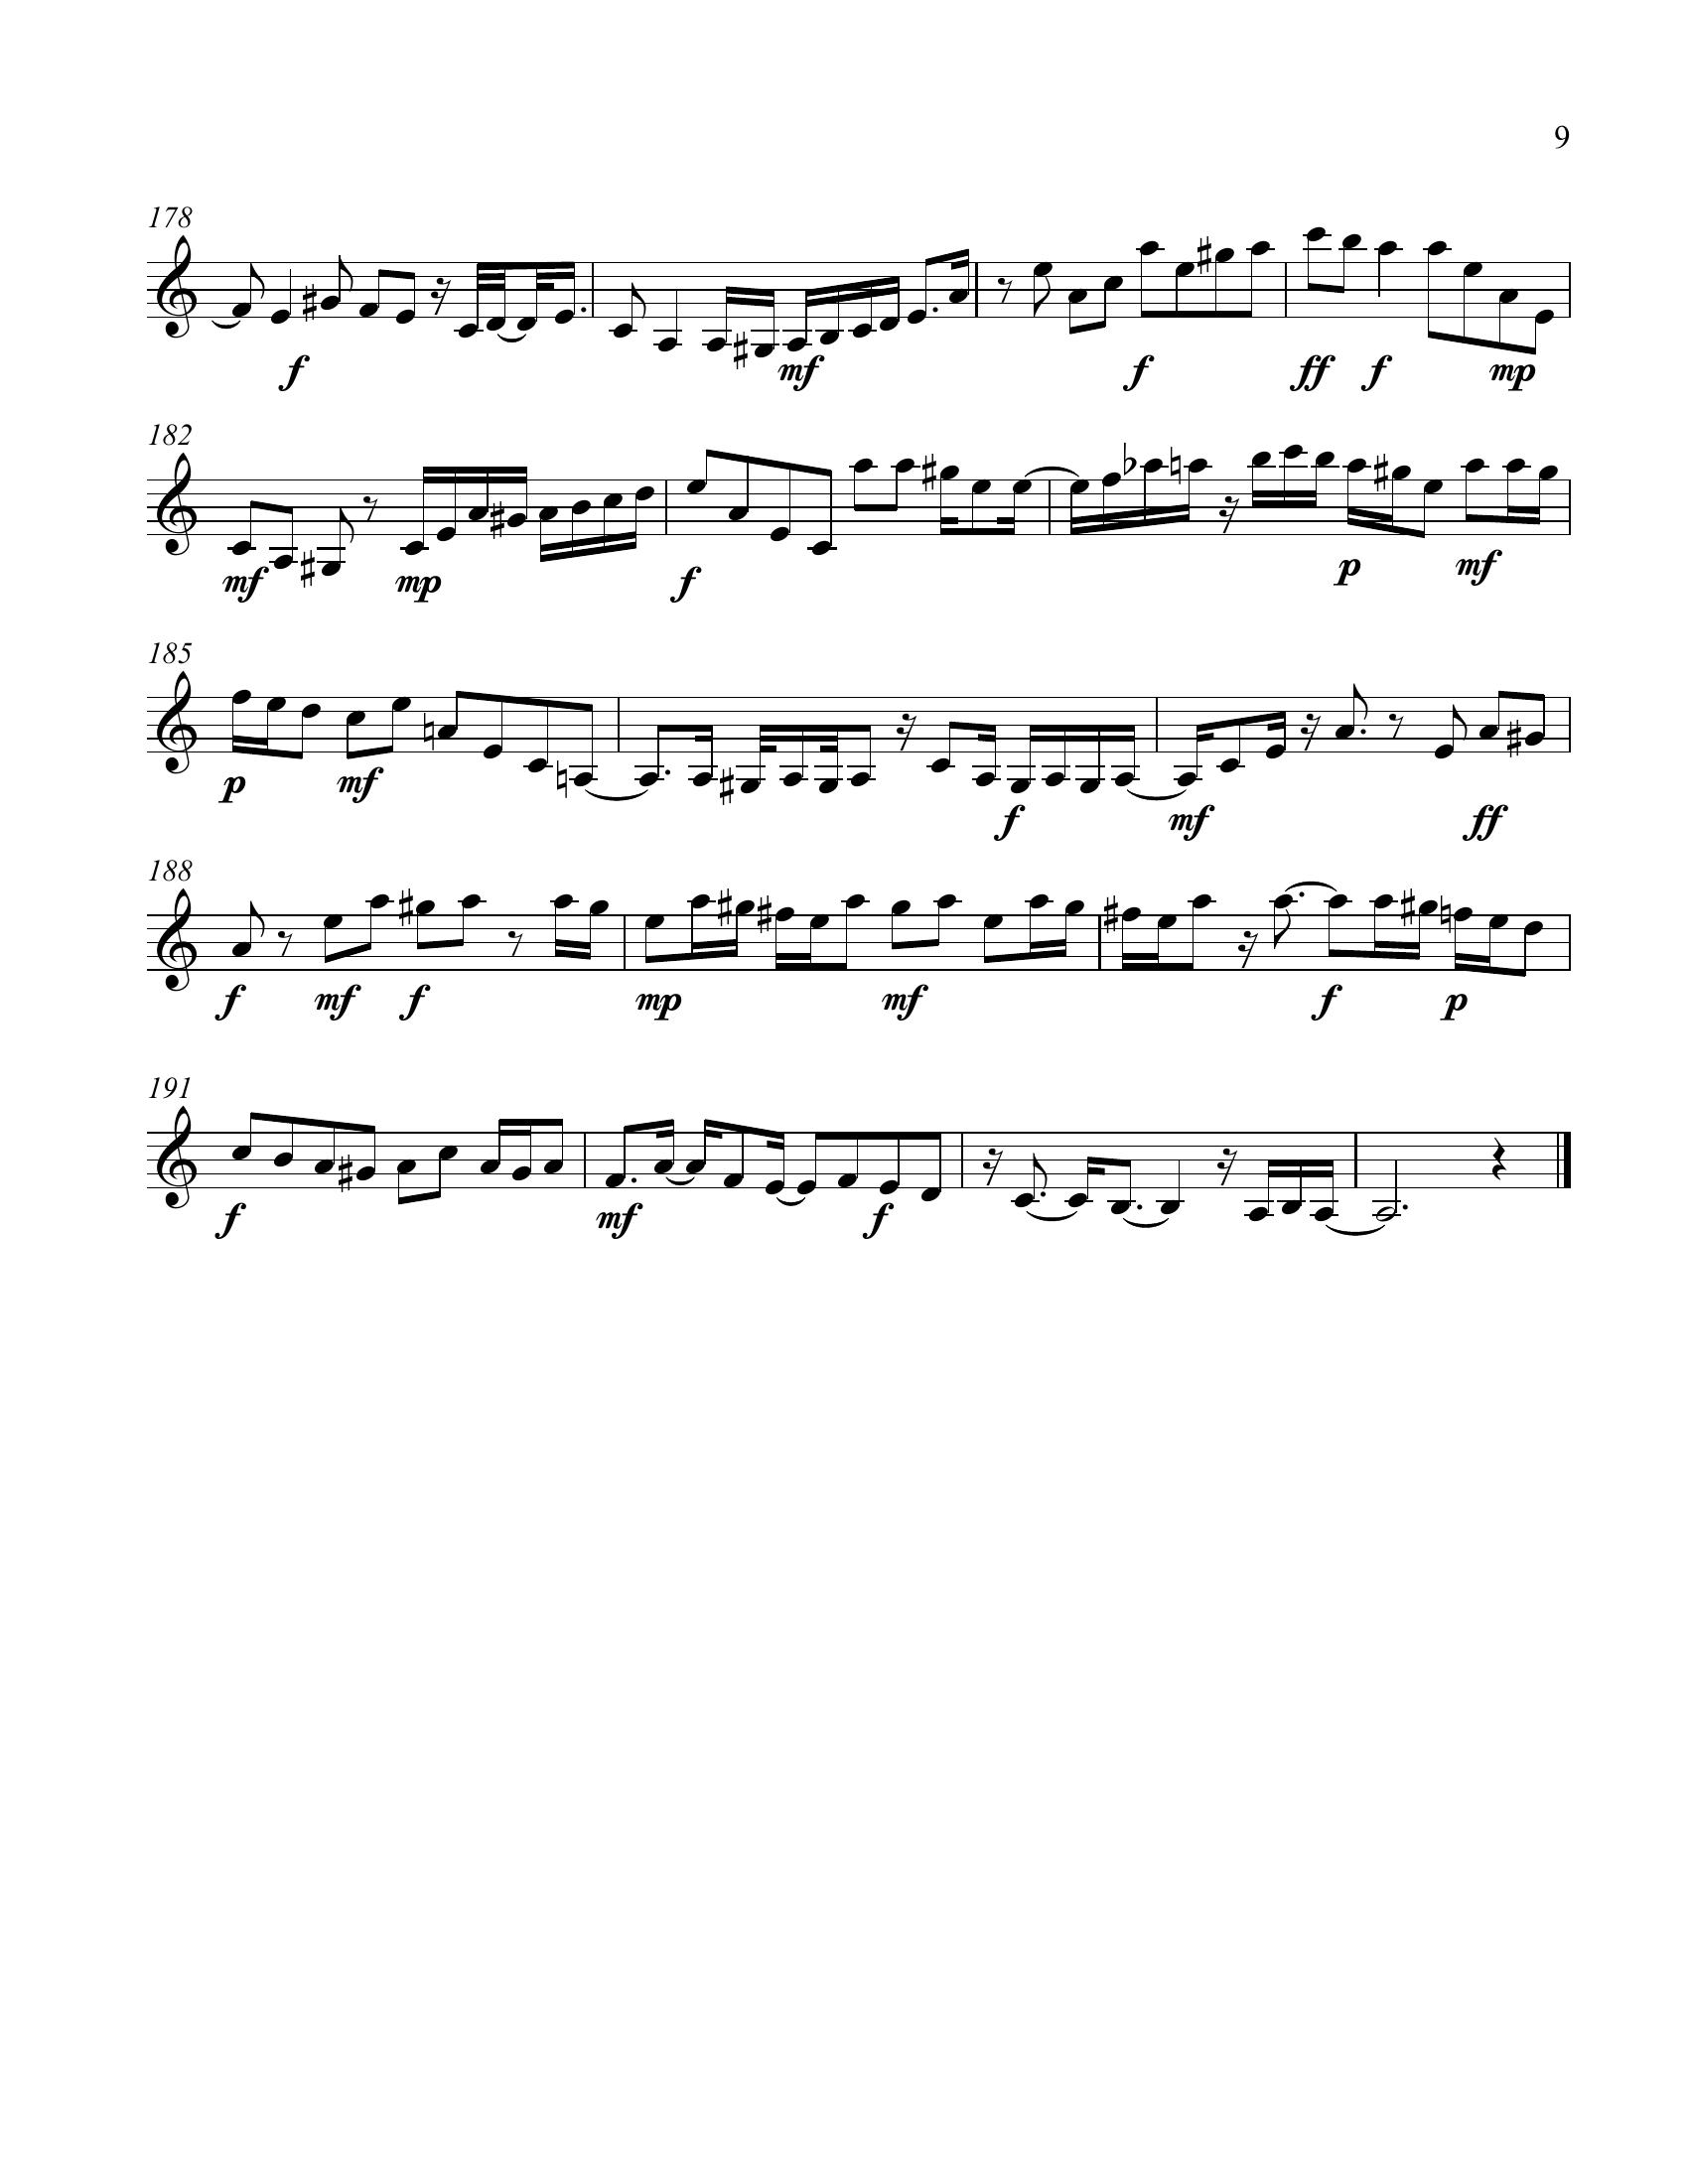 9
178
f mf f ff f mp
182
mf mp f p mf
185
p mf f mf ff
188
f mf f mp mf f p
191
f mf f